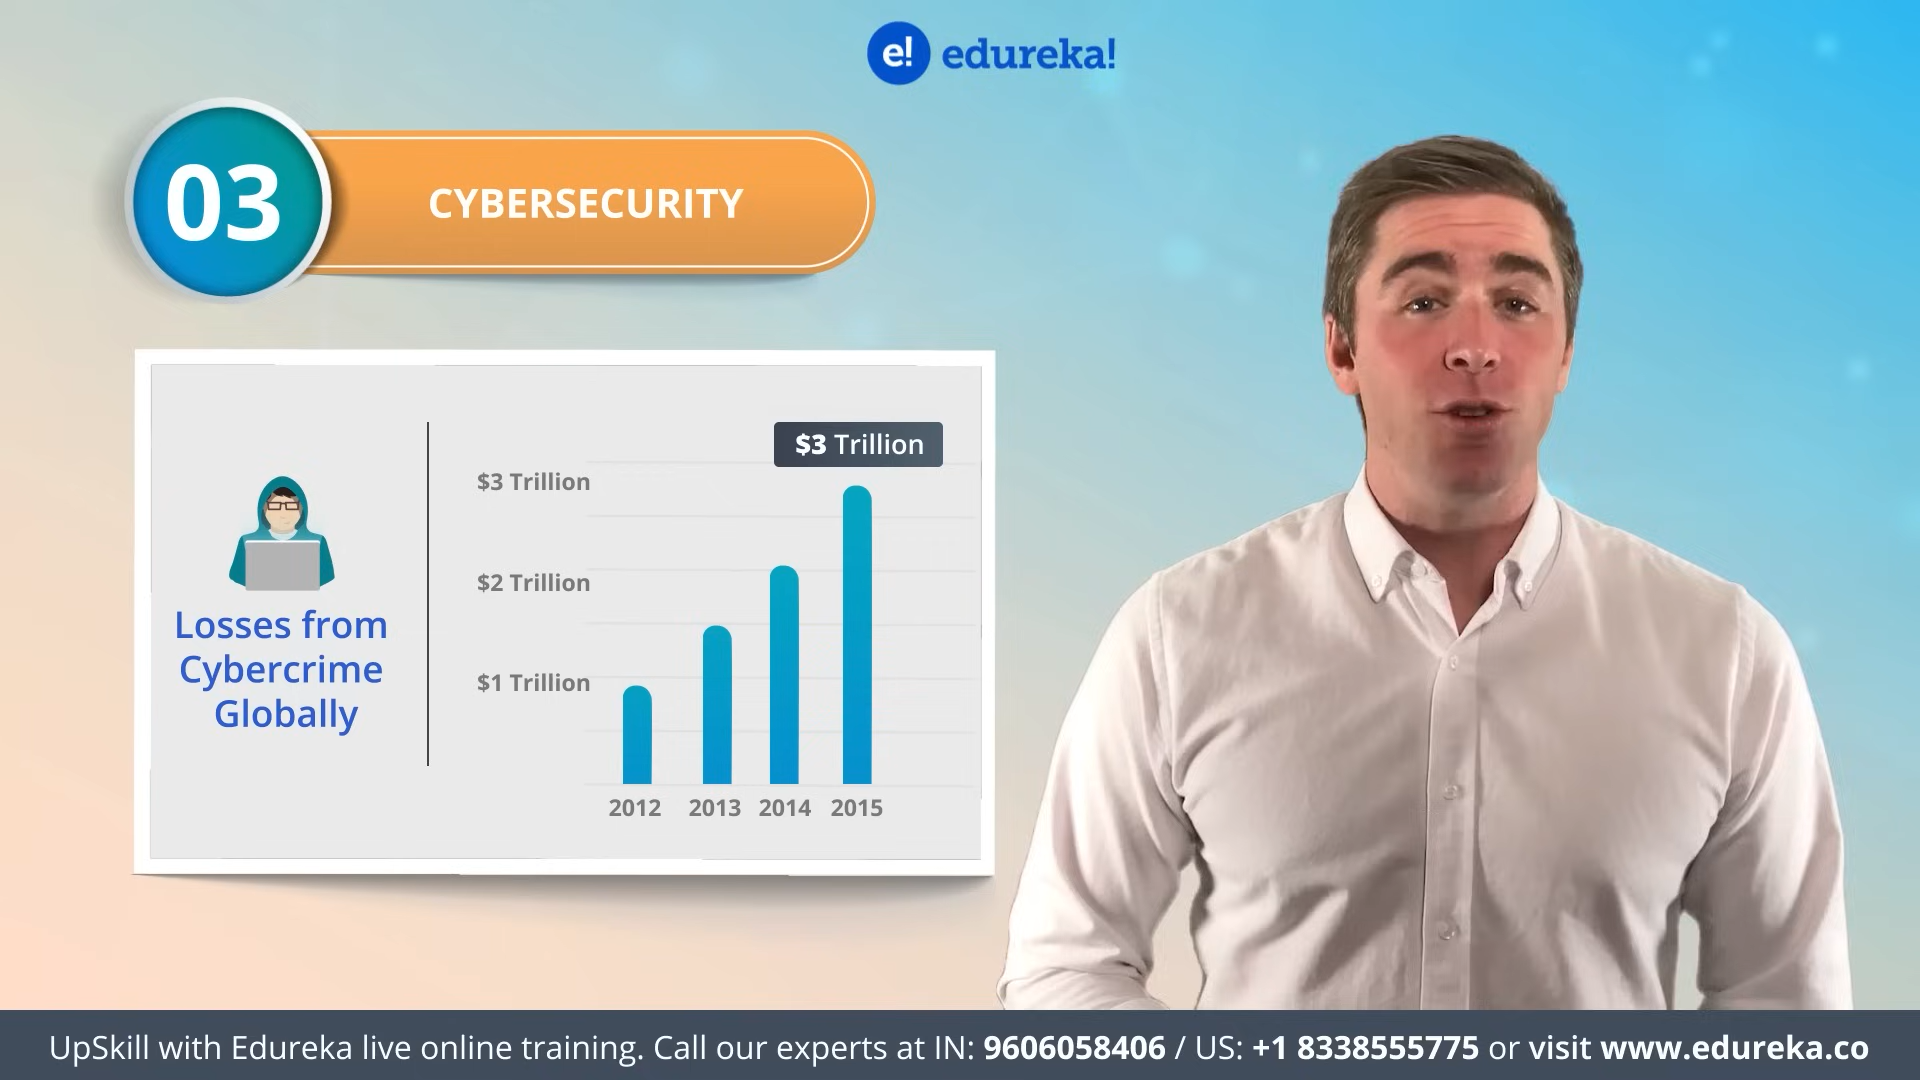 e! edureka!
03
CYBERSECURITY
$3 Trillion
$3 Trillion
$2 Trillion
$1 Trillion
Losses from
Cybercrime
Globally
2012 2013 2014 2015
UpSkill with Edureka live online training. Call our experts at IN: 9606058406 / US: +1 8338555775 or visit www.edureka.co